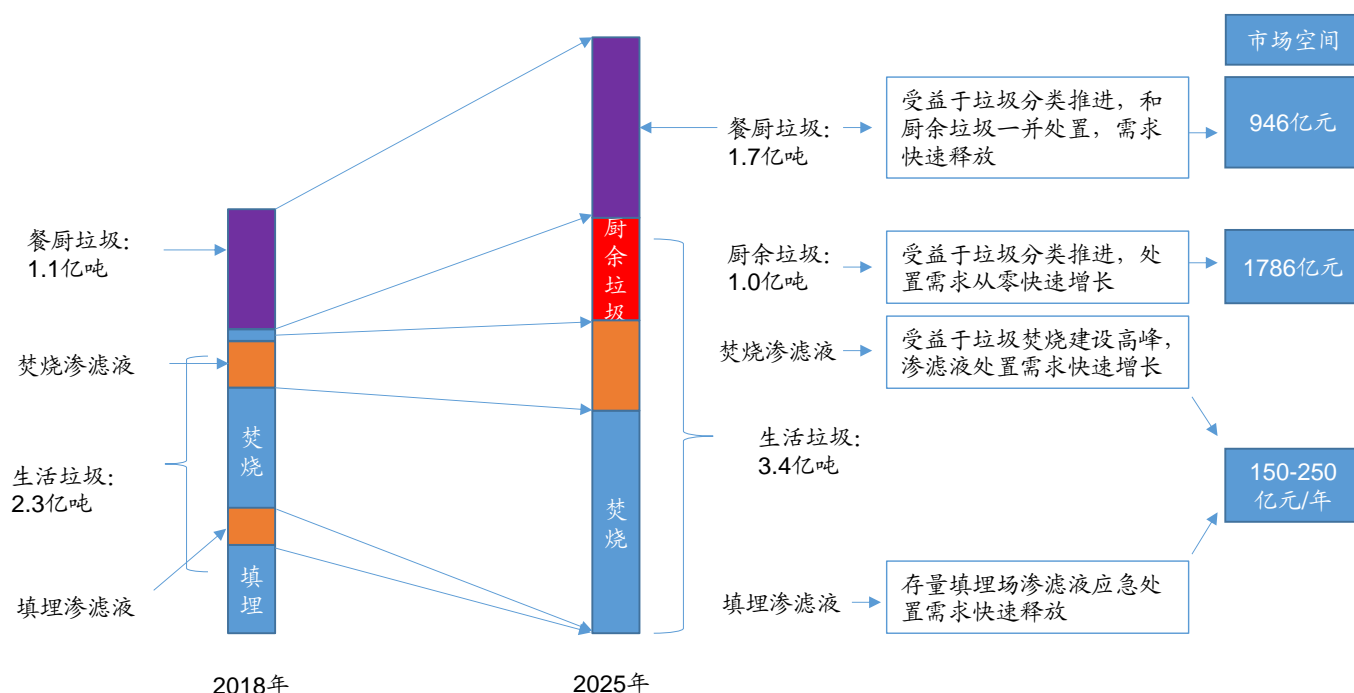 市场空间
餐厨垃圾：
1.7亿吨
受益于垃圾分类推进，和
厨余垃圾一并处置，需求
快速释放
946亿元
餐厨垃圾：
1.1亿吨
厨余垃圾
厨余垃圾：
1.0亿吨
受益于垃圾分类推进，处
置需求从零快速增长
1786亿元
焚烧渗滤液
焚烧渗滤液
受益于垃圾焚烧建设高峰，
渗滤液处置需求快速增长
焚烧
生活垃圾：
2.3亿吨
焚烧
生活垃圾：
3.4亿吨
150-250
亿元/年
填埋
填埋渗滤液
填埋渗滤液
存量填埋场渗滤液应急处
置需求快速释放
2018年
2025年